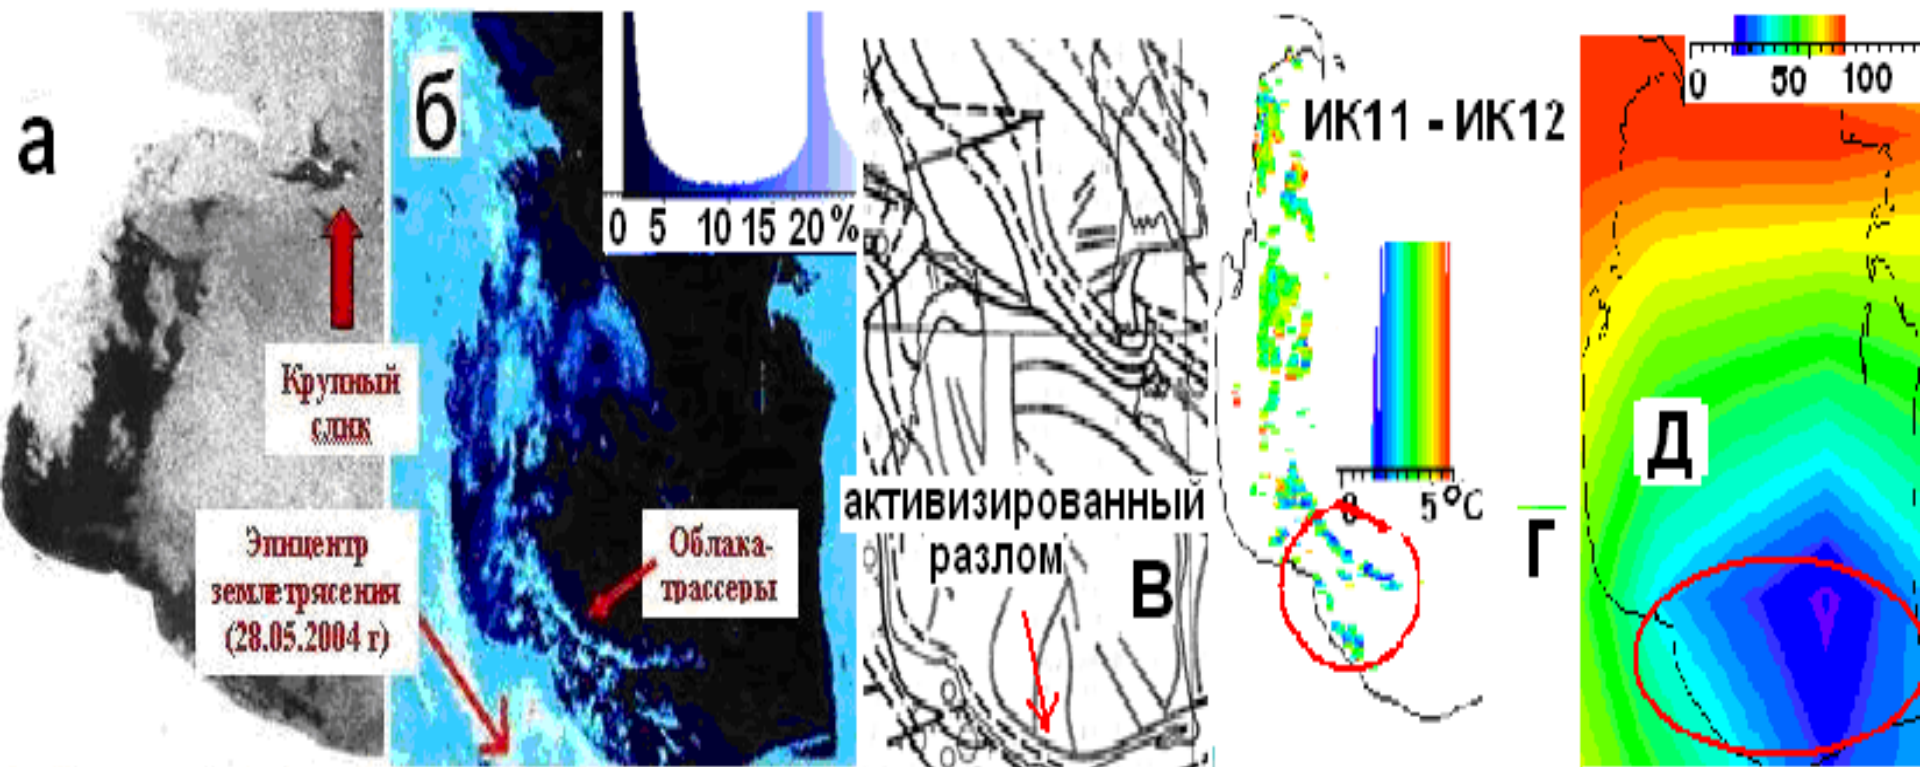 а
Крупный
слик
Эпицентр
землетрясения
(28.05.2004 г)
б
0 5 10 15 20 %
Облака-
трассеры
активизированный
разлом
В
ИК11 - ИК12
0 5°C
Г
0 50 100
Д